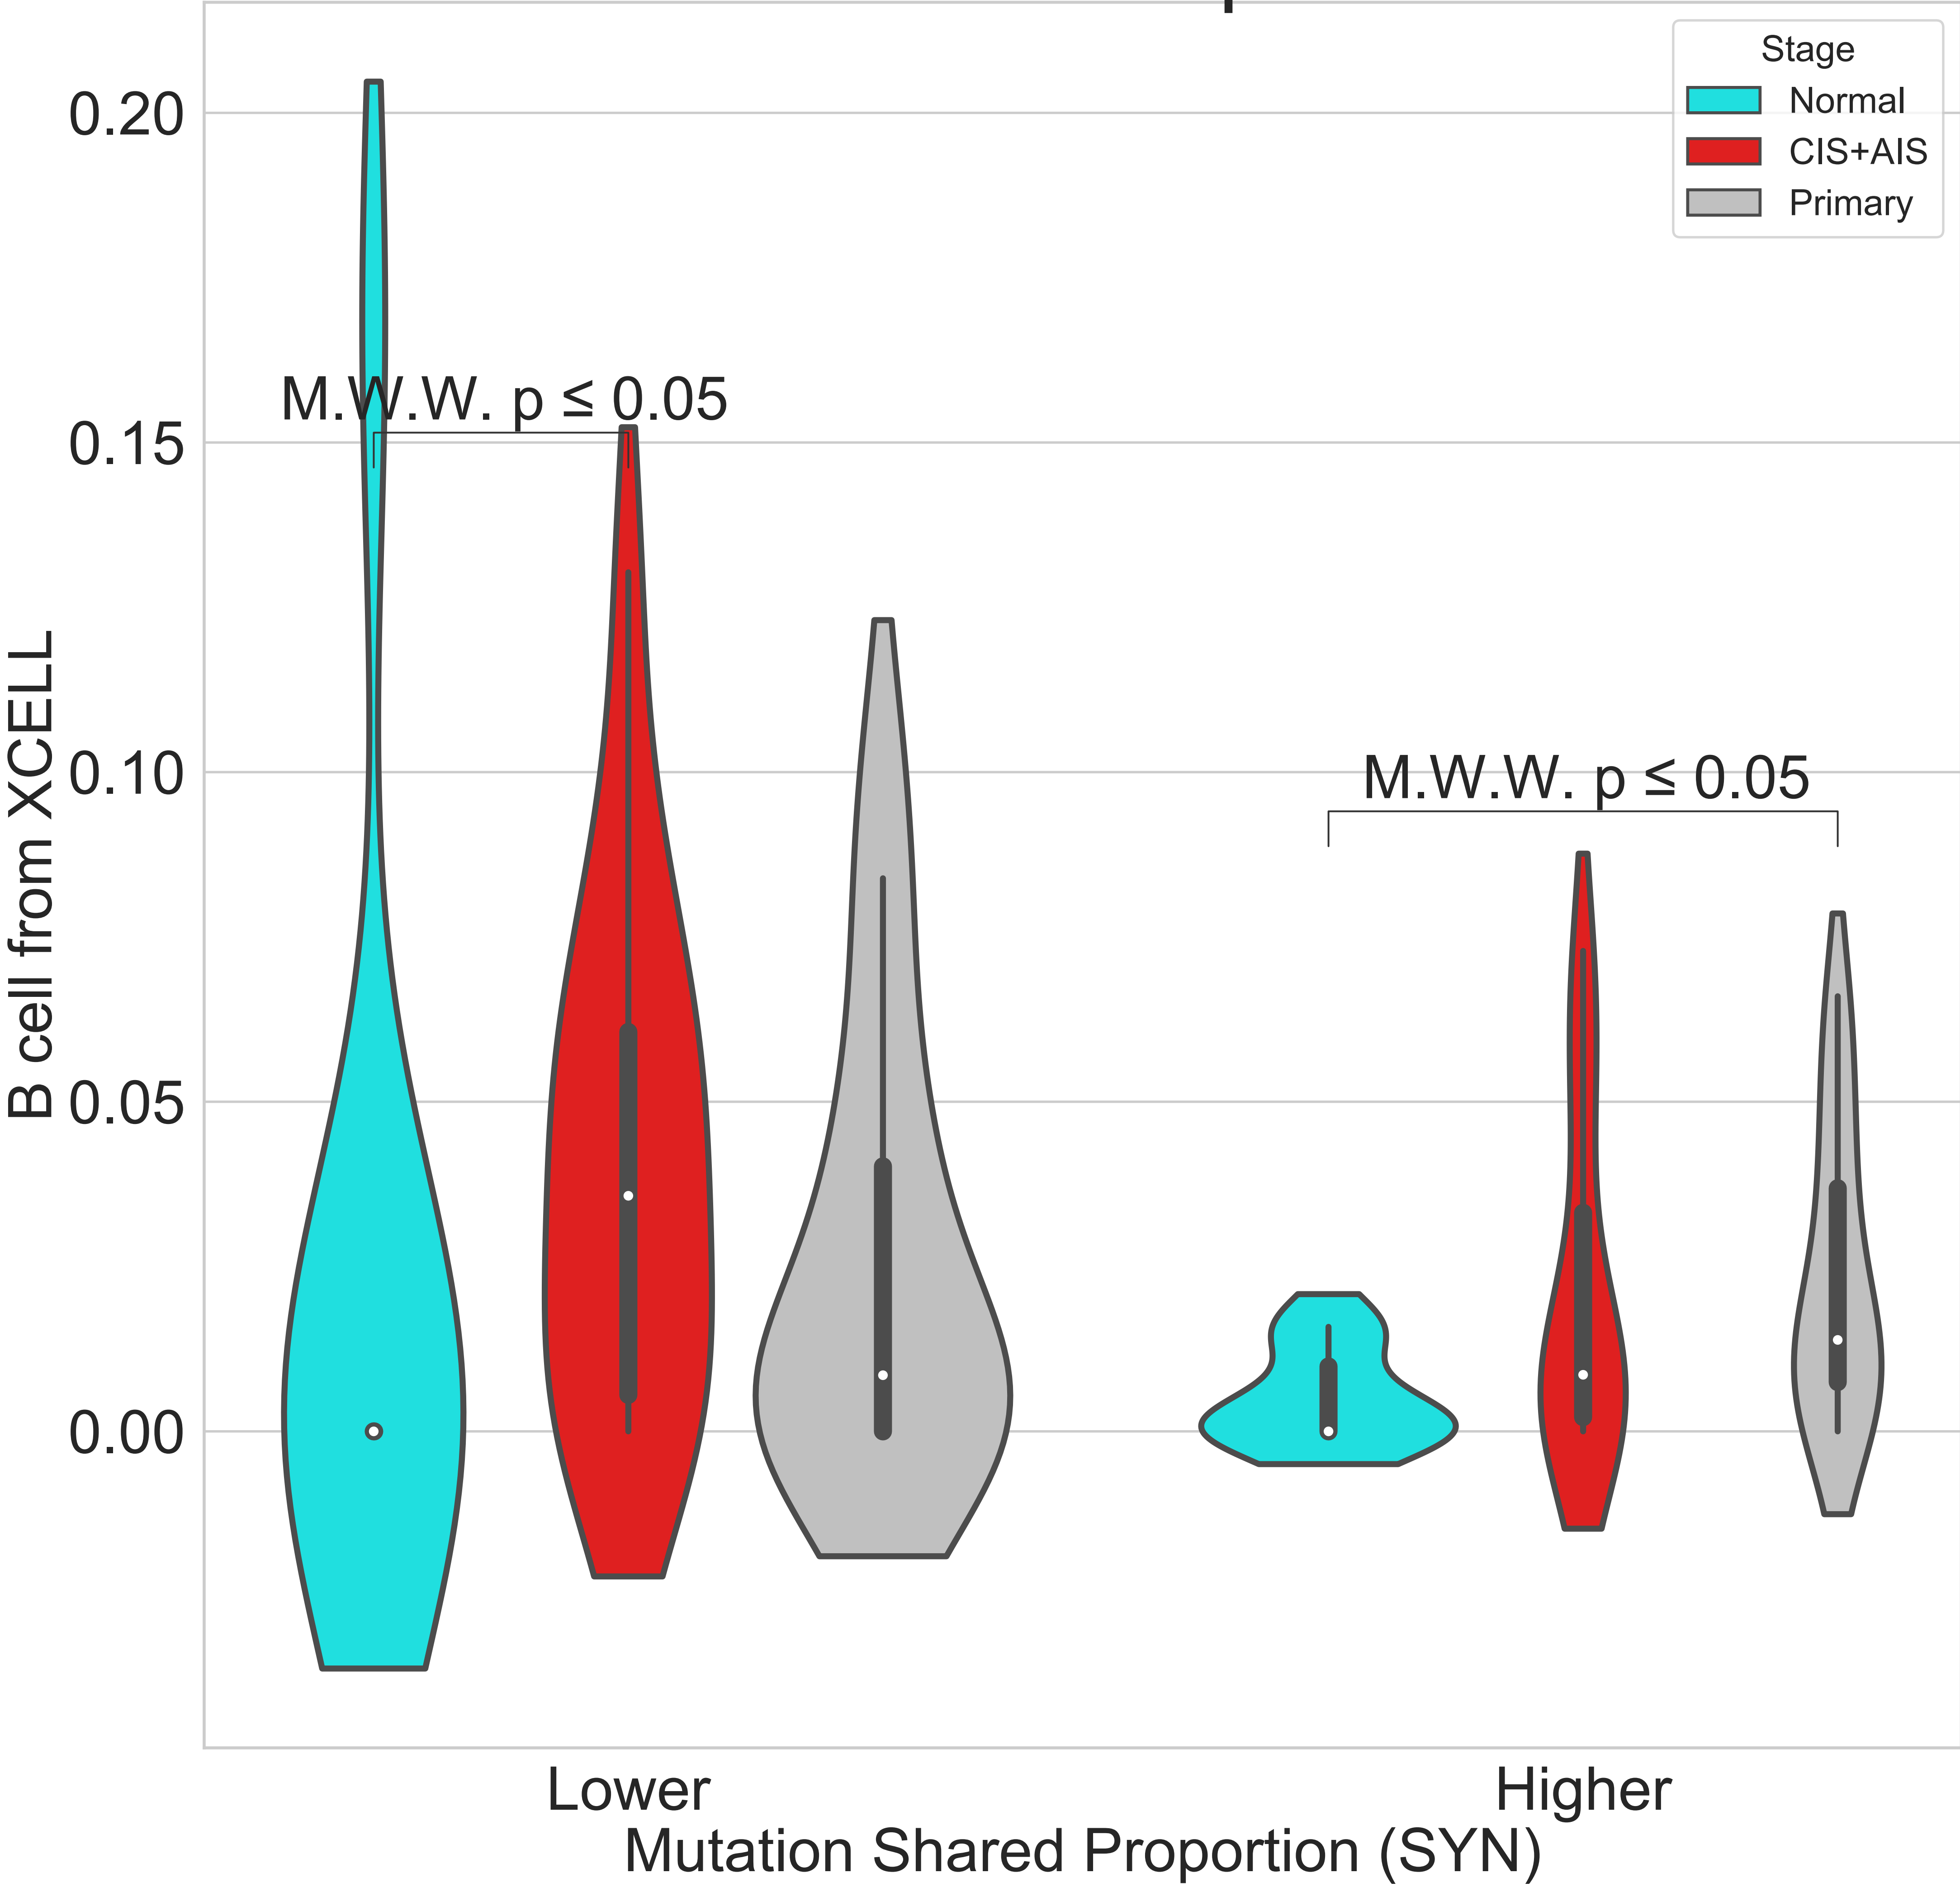 Stage
Normal
CIS+AIS
Primary
0.20
0.15
0.10
0.05
0.00
B cell from XCELL
M.W.W. p ≤ 0.05
M.W.W. p ≤ 0.05
Lower
Higher
Mutation Shared Proportion (SYN)